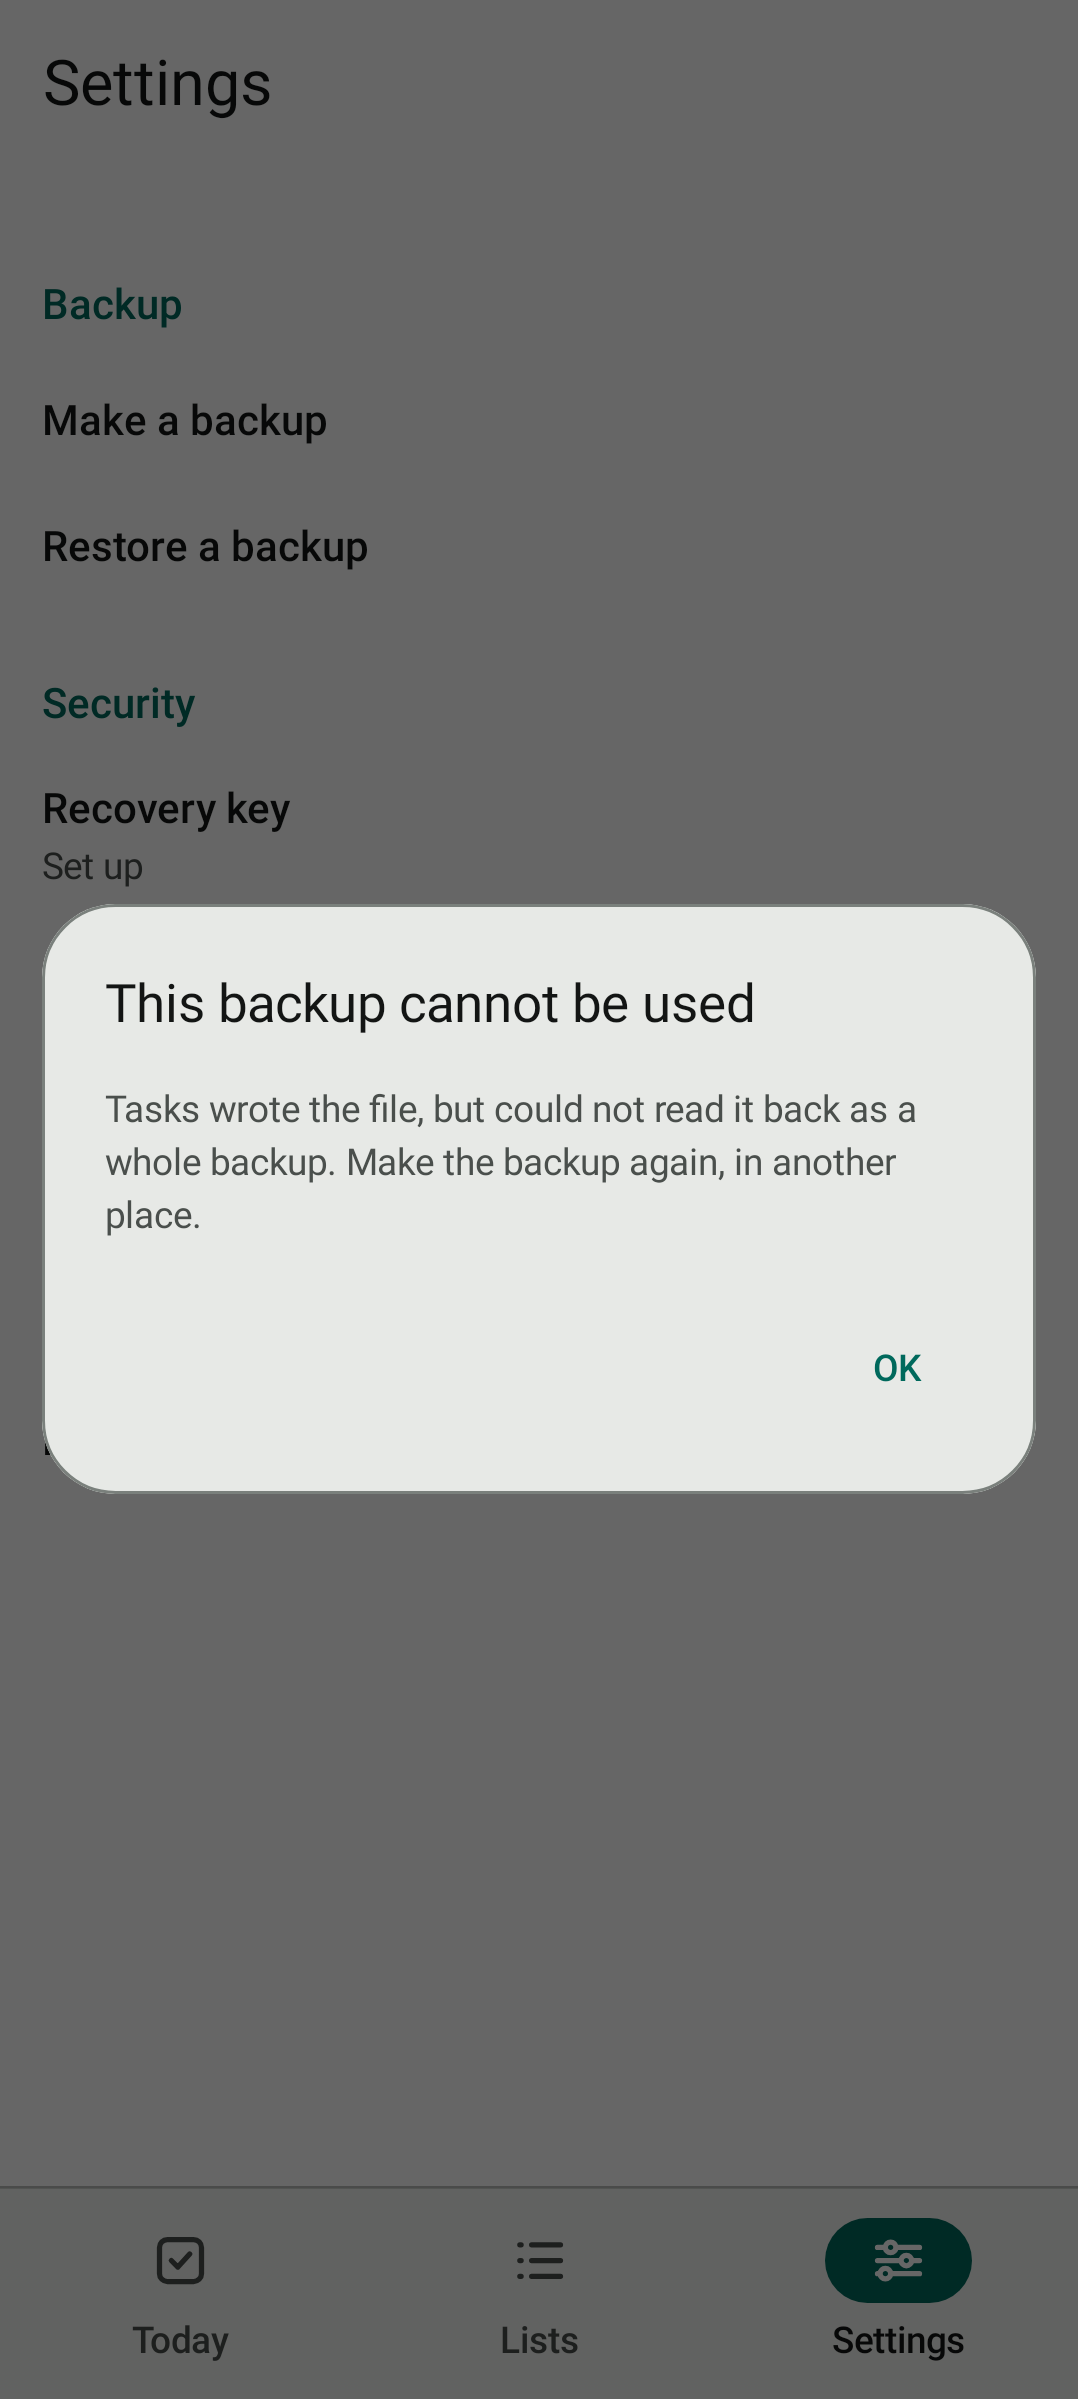 Settings
Backup
Make a backup
Restore a backup
Security
Recovery key
Set up
This backup cannot be used
Tasks wrote the file, but could not read it back as a
whole backup. Make the backup again, in another
place.
OK
Today
Lists
Settings